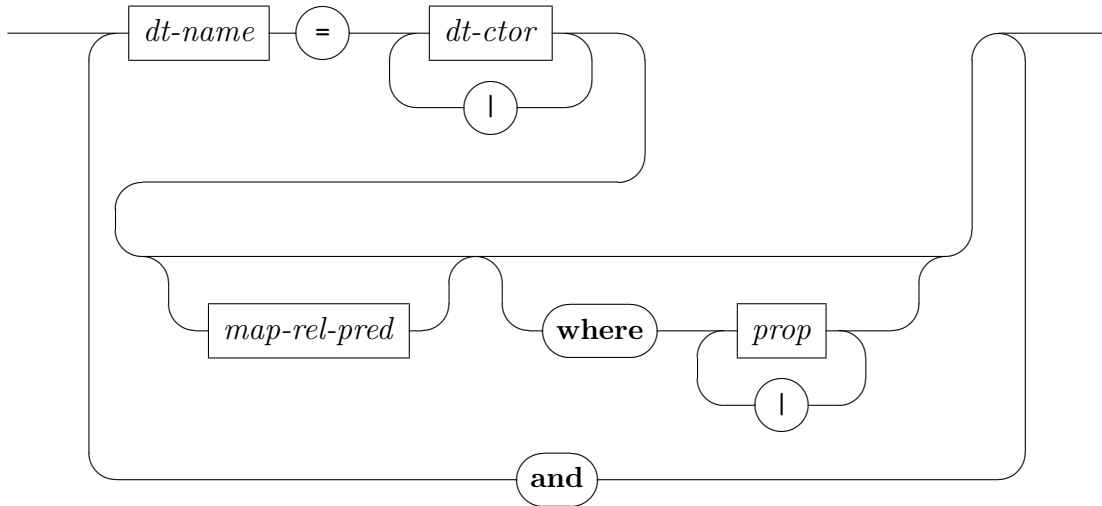 dt-name = dt-ctor
|
map-rel-pred where prop
|
and